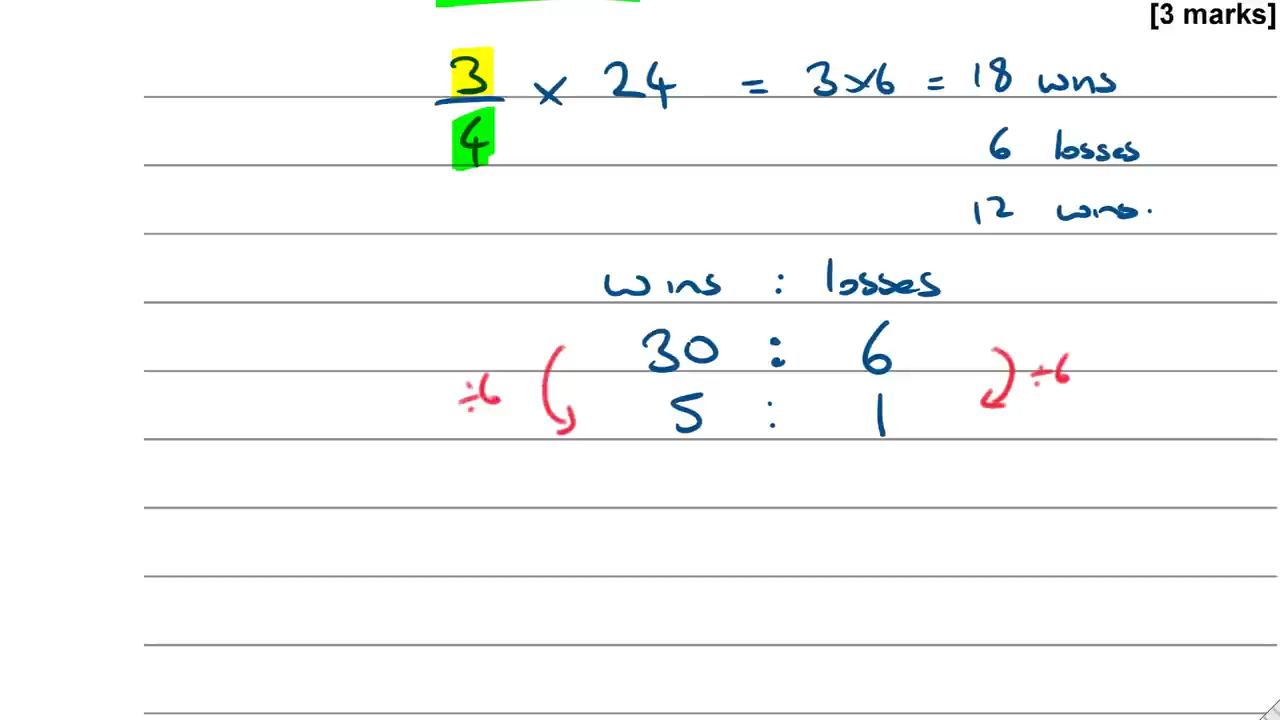 [3 marks]
3/4 × 24 = 3×6 = 18 wins
6 losses
12 wins.
wins : losses
30 : 6
÷6 ÷6
5 : 1